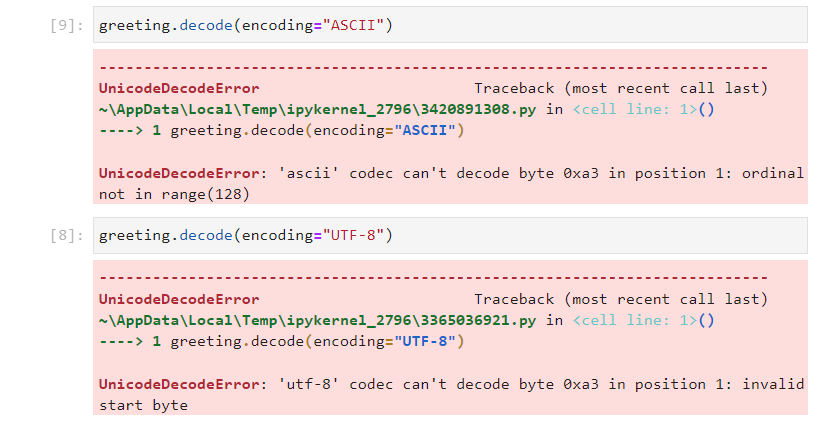 [9]: greeting.decode(encoding="ASCII")
---------------------------------------------------------------------------
UnicodeDecodeError                        Traceback (most recent call last)
~\AppData\Local\Temp\ipykernel_2796\3420891308.py in <cell line: 1>()
----> 1 greeting.decode(encoding="ASCII")
UnicodeDecodeError: 'ascii' codec can't decode byte 0xa3 in position 1: ordinal
not in range(128)
[8]: greeting.decode(encoding="UTF-8")
---------------------------------------------------------------------------
UnicodeDecodeError                        Traceback (most recent call last)
~\AppData\Local\Temp\ipykernel_2796\3365036921.py in <cell line: 1>()
----> 1 greeting.decode(encoding="UTF-8")
UnicodeDecodeError: 'utf-8' codec can't decode byte 0xa3 in position 1: invalid
start byte